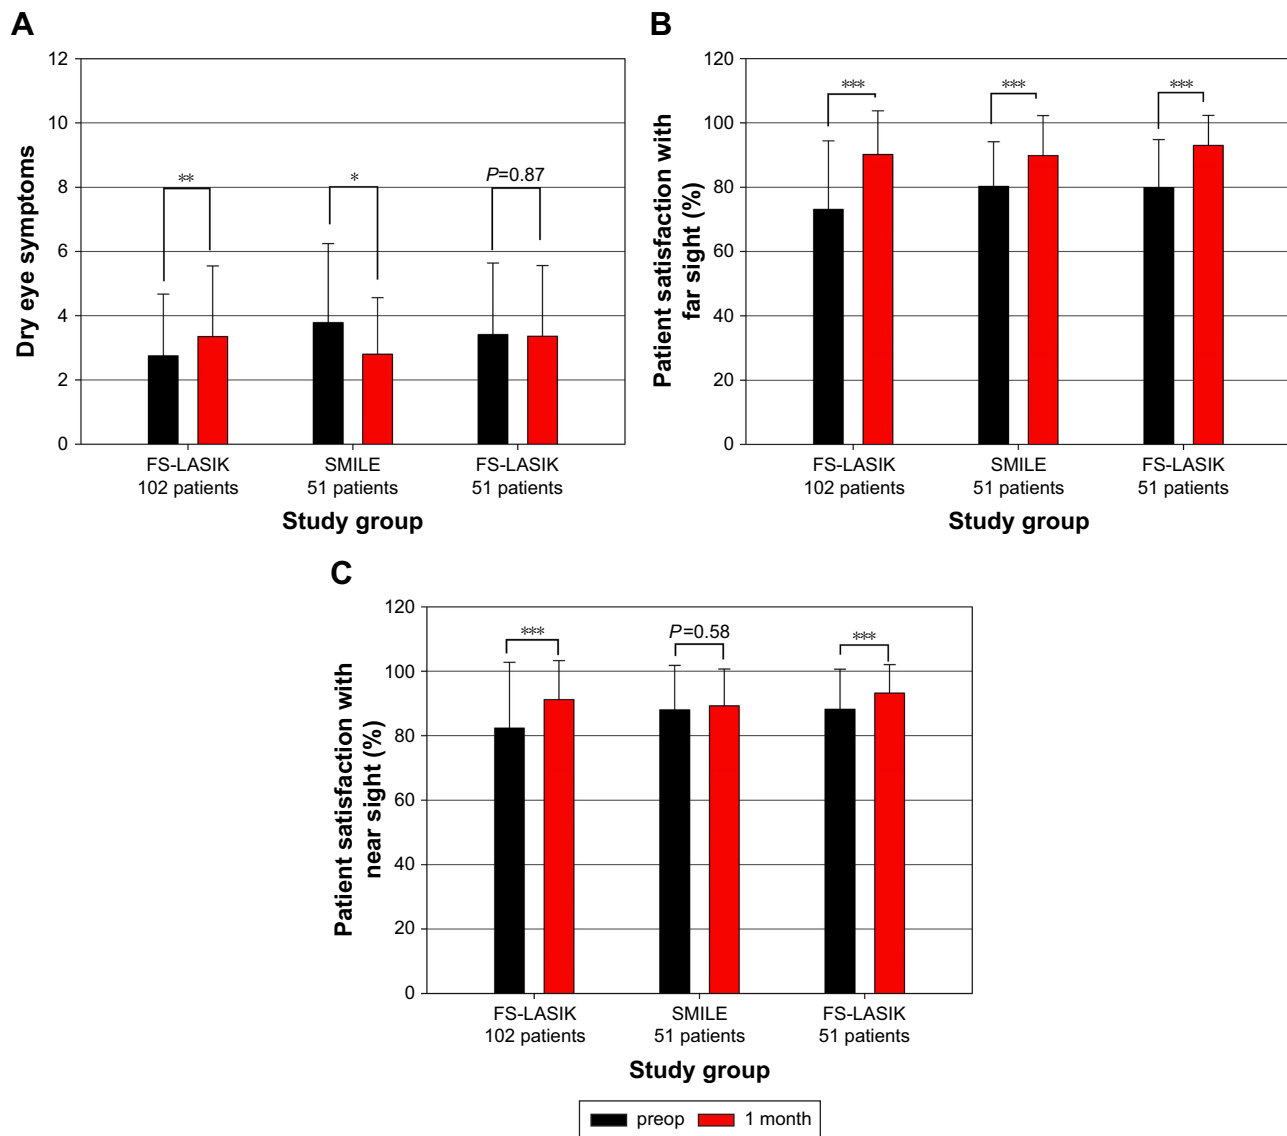 A
Dry eye symptoms
12
10
8
6
4
2
0
**
*
P=0.87
FS-LASIK
102 patients
SMILE
51 patients
FS-LASIK
51 patients
Study group
B
Patient satisfaction with
far sight (%)
120
100
80
60
40
20
0
***
***
***
FS-LASIK
102 patients
SMILE
51 patients
FS-LASIK
51 patients
Study group
C
Patient satisfaction with
near sight (%)
120
100
80
60
40
20
0
***
P=0.58
***
FS-LASIK
102 patients
SMILE
51 patients
FS-LASIK
51 patients
Study group
preop
1 month